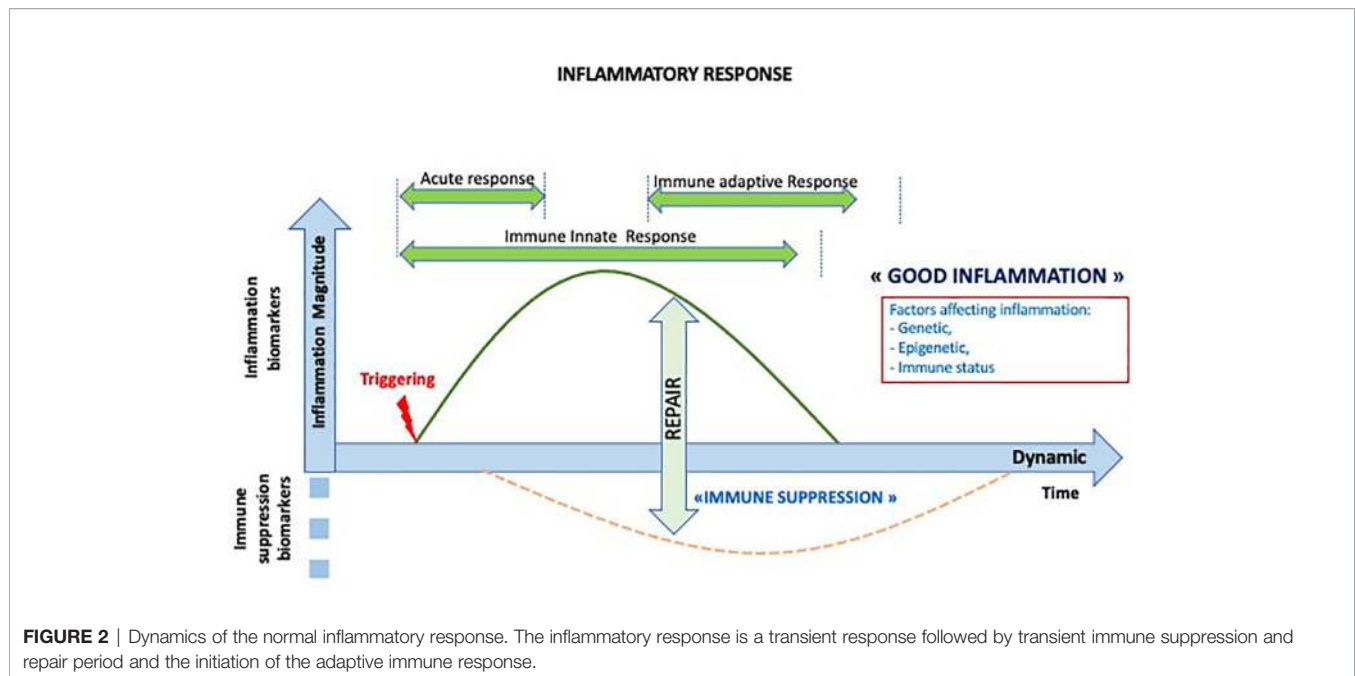 INFLAMMATORY RESPONSE
Acute response
Immune adaptive Response
Immune Innate Response
Inflammation
biomarkers
Inflammation Magnitude
« GOOD INFLAMMATION »
Factors affecting inflammation:
- Genetic,
- Epigenetic,
- Immune status
Triggering
REPAIR
Dynamic
Time
«IMMUNE SUPPRESSION »
Immune
suppression
biomarkers
FIGURE 2 | Dynamics of the normal inflammatory response. The inflammatory response is a transient response followed by transient immune suppression and
repair period and the initiation of the adaptive immune response.